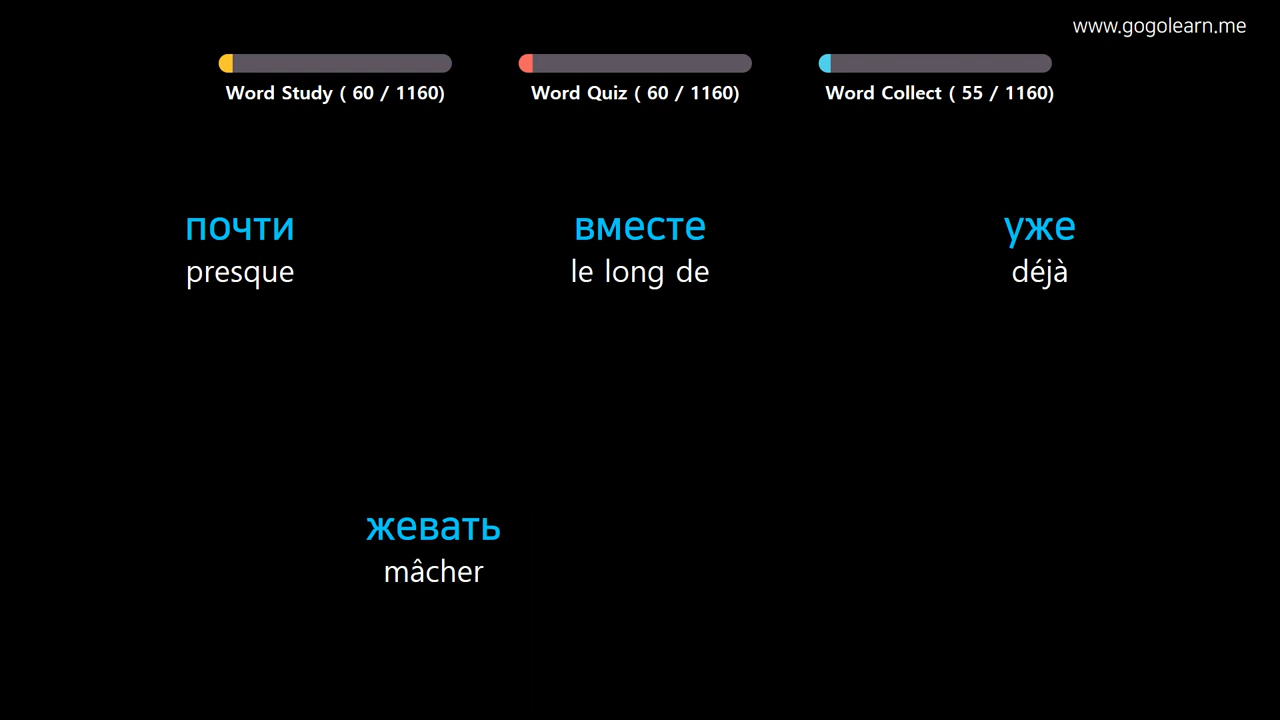 www.gogolearn.me
Word Study ( 60 / 1160)
Word Quiz ( 60 / 1160)
Word Collect ( 55 / 1160)
почти
presque
вместе
le long de
уже
déjà
жевать
mâcher